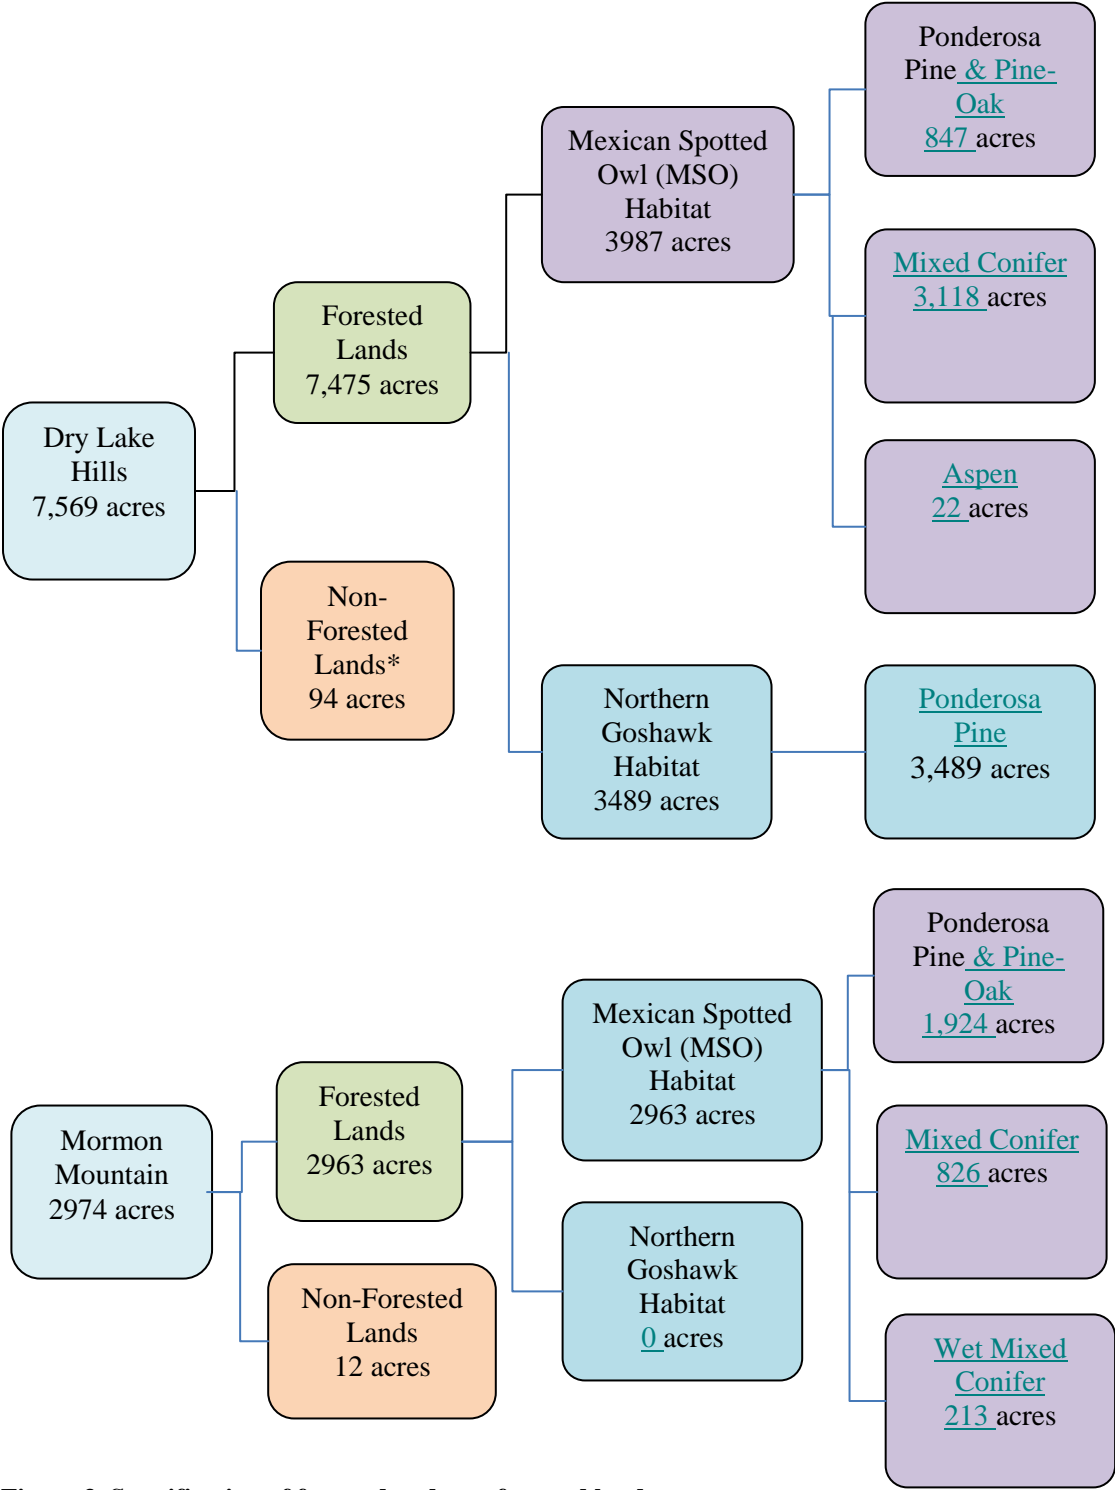 Ponderosa
Pine & Pine-
Oak
847 acres
Mexican Spotted
Owl (MSO)
Habitat
3987 acres
Mixed Conifer
3,118 acres
Forested
Lands
7,475 acres
Dry Lake
Hills
7,569 acres
Aspen
22 acres
Non-
Forested
Lands*
94 acres
Northern
Goshawk
Habitat
3489 acres
Ponderosa
Pine
3,489 acres
Ponderosa
Pine & Pine-
Oak
1,924 acres
Mexican Spotted
Owl (MSO)
Habitat
2963 acres
Forested
Lands
2963 acres
Mormon
Mountain
2974 acres
Mixed Conifer
826 acres
Northern
Goshawk
Habitat
0 acres
Non-Forested
Lands
12 acres
Wet Mixed
Conifer
213 acres